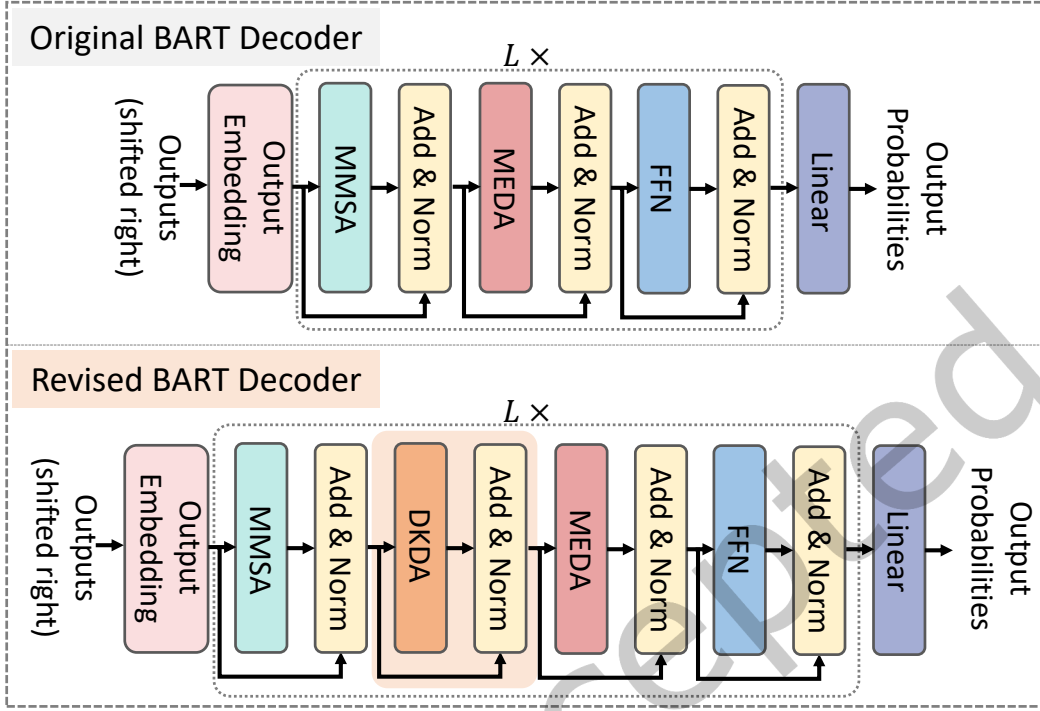 Original BART Decoder
L ×
Outputs
(shifted right)
Output
Embedding
MMSA
Add & Norm
MEDA
Add & Norm
FFN
Add & Norm
Linear
Output
Probabilities
Revised BART Decoder
L ×
Outputs
(shifted right)
Output
Embedding
MMSA
Add & Norm
DKDA
Add & Norm
MEDA
Add & Norm
FFN
Add & Norm
Linear
Output
Probabilities
cepted